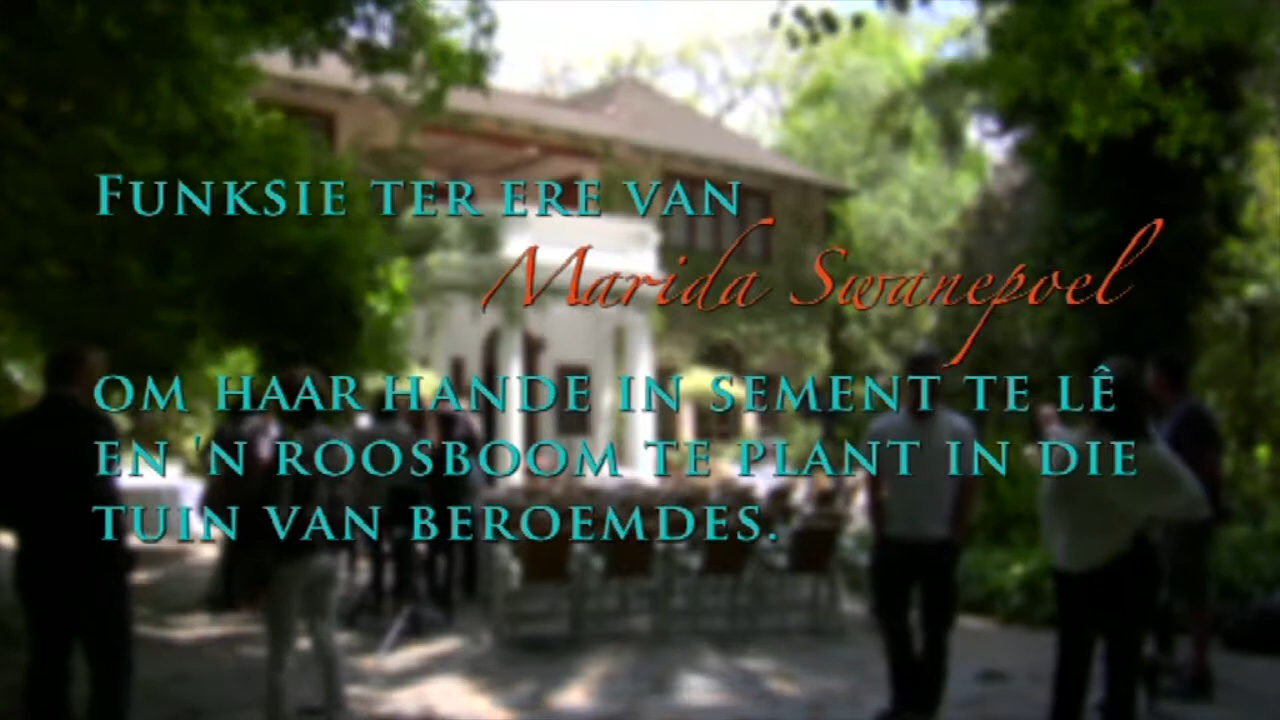 FUNKSIE TER ERE VAN
Marida Swanepoel
OM HAAR HANDE IN SEMENT TE LÊ
EN 'N ROOSBOOM TE PLANT IN DIE
TUIN VAN BEROEMDES.